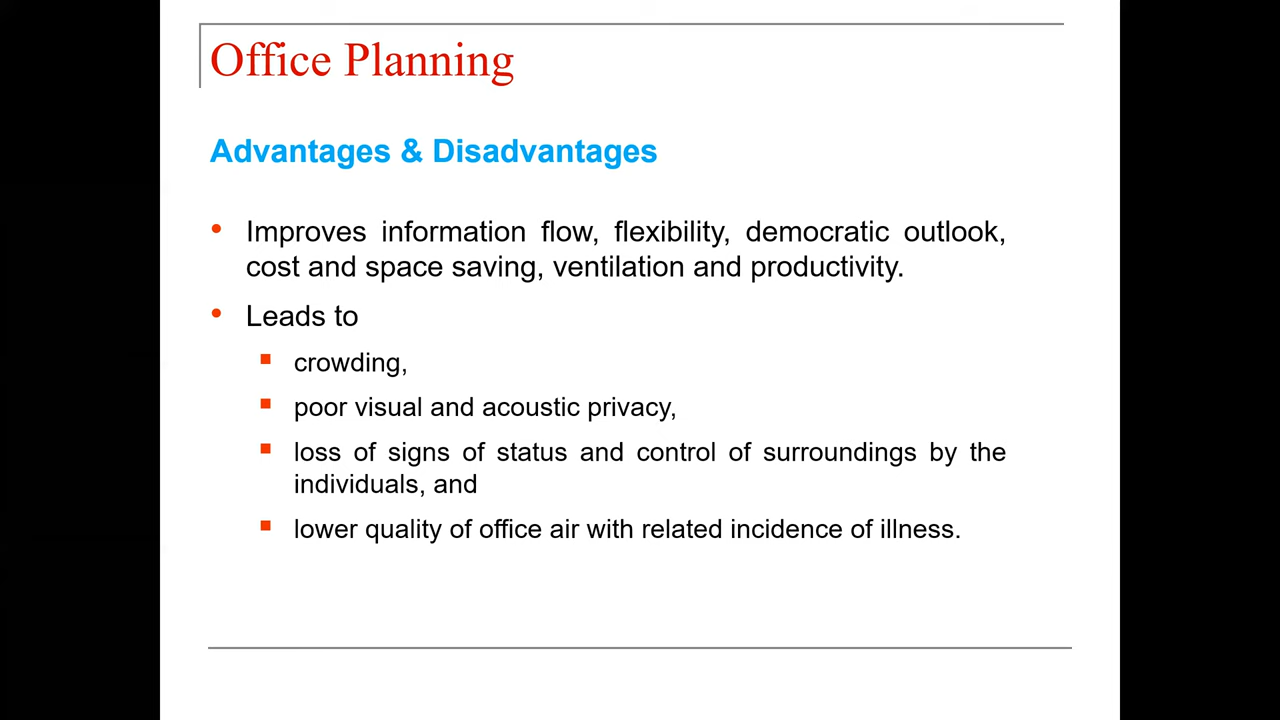 Office Planning
Advantages & Disadvantages
• Improves information flow, flexibility, democratic outlook,
cost and space saving, ventilation and productivity.
• Leads to
▪ crowding,
▪ poor visual and acoustic privacy,
▪ loss of signs of status and control of surroundings by the
individuals, and
▪ lower quality of office air with related incidence of illness.